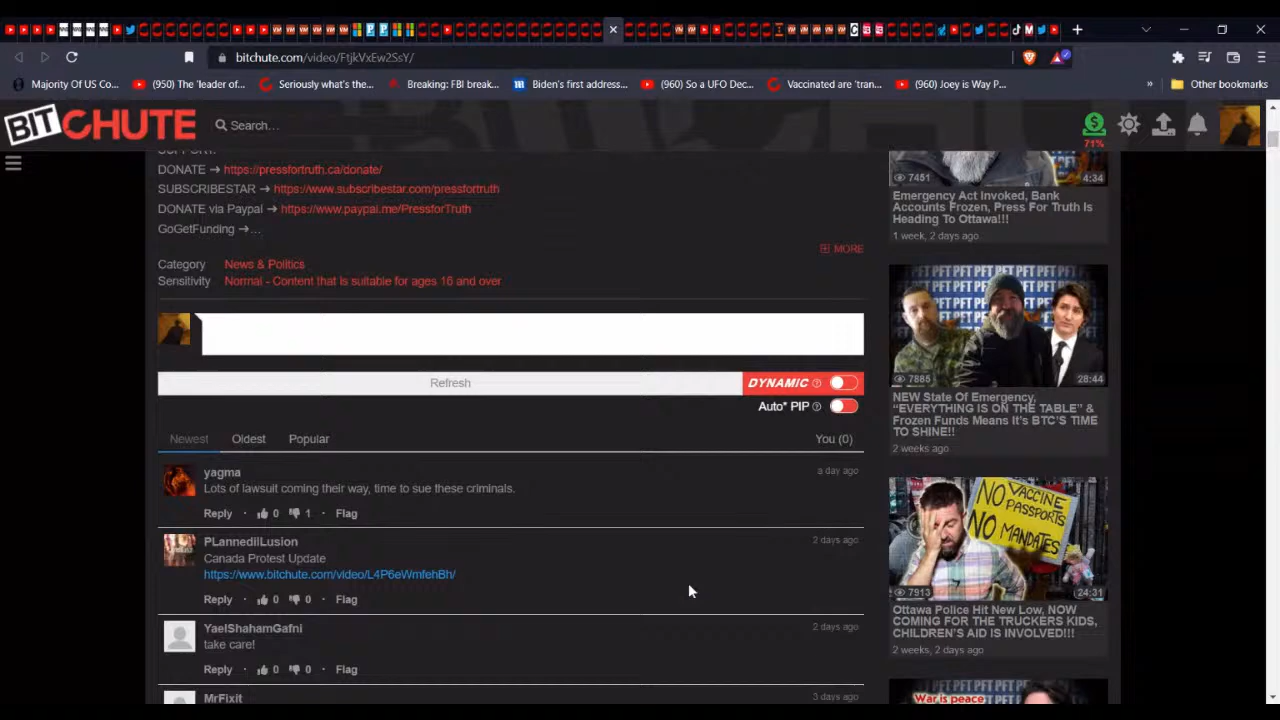 bitchute.com/video/FtjkVxEw2SsY/
Majority Of US Co...
(950) The 'leader of...
Seriously what's the...
Breaking: FBI break...
Biden's first address...
(960) So a UFO Dec...
Vaccinated are 'tran...
(960) Joey is Way P...
»
Other bookmarks
BITCHUTE
Search...
71%
SUPPORT:
DONATE → https://pressfortruth.ca/donate/
SUBSCRIBESTAR → https://www.subscribestar.com/pressfortruth
DONATE via Paypal → https://www.paypal.me/PressforTruth
GoGetFunding →…
MORE
Category News & Politics
Sensitivity Normal - Content that is suitable for ages 16 and over
Refresh
DYNAMIC
Auto* PIP
Newest Oldest Popular You (0)
yagma a day ago
Lots of lawsuit coming their way, time to sue these criminals.
Reply · 0 1 · Flag
PLannedilLusion 2 days ago
Canada Protest Update
https://www.bitchute.com/video/L4P6eWmfehBh/
Reply · 0 0 · Flag
YaelShahamGafni 2 days ago
take care!
Reply · 0 0 · Flag
MrFixit 3 days ago
7451 4:34
Emergency Act Invoked, Bank
Accounts Frozen, Press For Truth Is
Heading To Ottawa!!!
1 week, 2 days ago
PFT PFT PFT
7885 28:44
NEW State Of Emergency,
“EVERYTHING IS ON THE TABLE” &
Frozen Funds Means It’s BTC’S TIME
TO SHINE!!
2 weeks ago
NO VACCINE
PASSPORTS
NO MANDATES
7913 24:31
Ottawa Police Hit New Low, NOW
COMING FOR THE TRUCKERS KIDS,
CHILDREN’S AID IS INVOLVED!!!
2 weeks, 2 days ago
War is peace